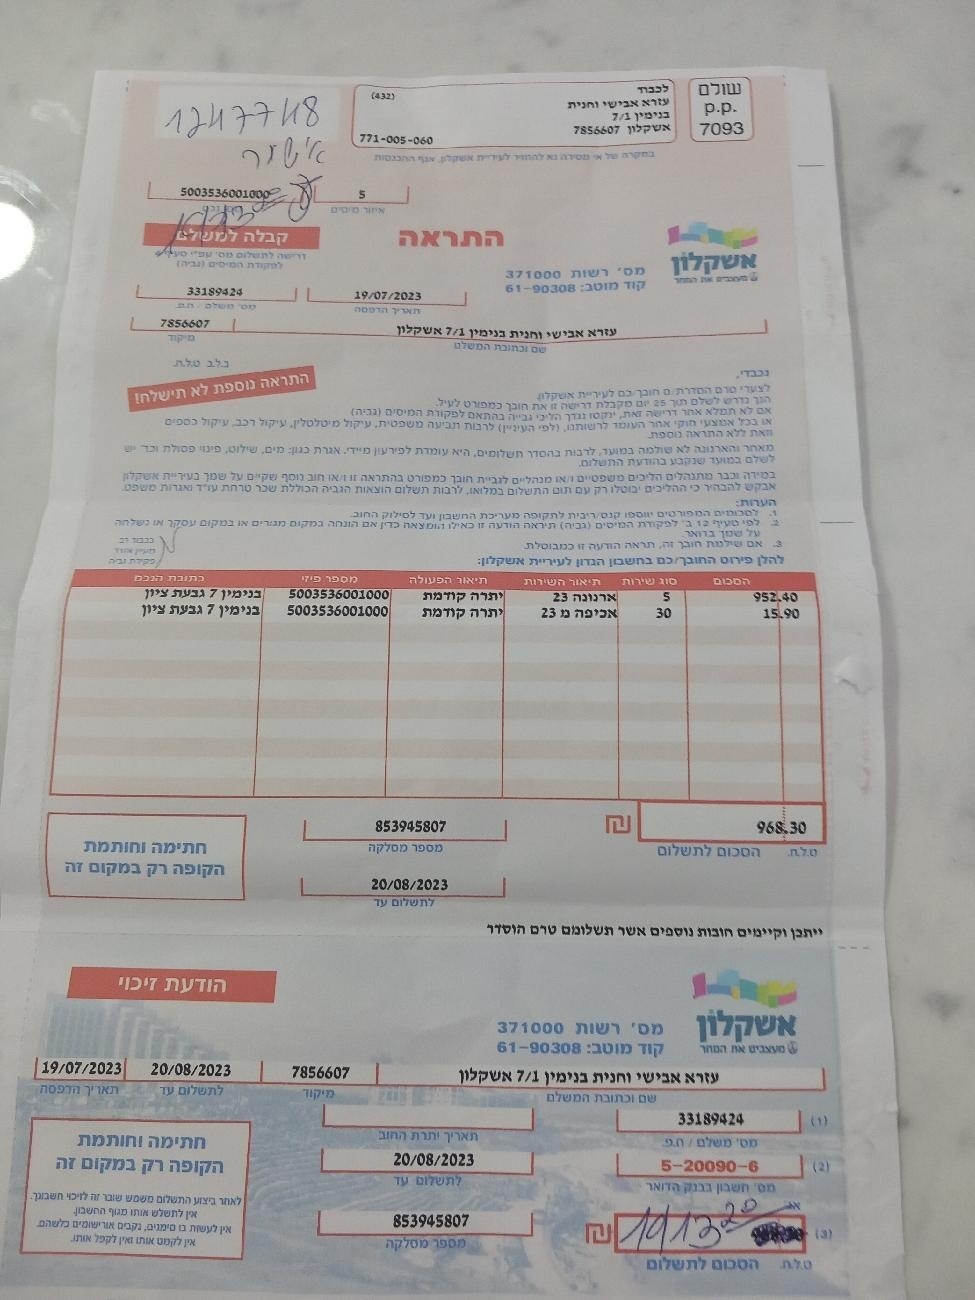 שולם
p.p.
7093
לכבוד
(432)
עזרא אבישי וחנית
בנימין 7/1
אשקלון 7856607
771-005-060
במקרה של אי מסירה נא להחזיר לעיריית אשקלון, אגף ההכנסות
1247748
אישור
5
5003536001000
איזור מיסים
1913.20
קבלה למשלם
דרישה לתשלום מס' עפ"י סעיף 4
לפקודת המיסים (גביה)
התראה
אשקלון
מעצבים את המחר
מס' רשות 371000
קוד מוטב: 61-90308
19/07/2023
33189424
תאריך הדפסה
מס' משלם / ח.פ.
עזרא אבישי וחנית בנימין 7/1 אשקלון
7856607
שם וכתובת המשלם
מיקוד
ב.ל.ב ט.ל.ח.
התראה נוספת לא תישלח!
נכבדי,
לצערי טרם הסדרת/ם חובך/כם לעיריית אשקלון.
הנך נדרש לשלם תוך 25 יום מקבלת דרישה זו את חובך כמפורט לעיל.
אם לא תמלא אחר דרישה זאת, ינקטו נגדך הליכי גבייה בהתאם לפקודת המיסים (גביה)
או בכל אמצעי חוקי אחר העומד לרשותנו, (לפי העיניין) לרבות תביעה משפטית, עיקול מיטלטלין, עיקול רכב, עיקול כספים
וזאת ללא התראה נוספת.
מאחר והארנונה לא שולמה במועד, לרבות בהסדר תשלומים, היא עומדת לפירעון מיידי. אגרת כגון: מים, שילוט, פינוי פסולת וכד' יש
לשלם במועד שנקבע בהודעת התשלום.
במידה וכבר מתנהלים הליכים משפטיים ו/או מנהליים לגביית חובך כמפורט בהתראה זו ו/או חוב נוסף שקיים על שמך בעיריית אשקלון
אבקש להבהיר כי ההליכים יבוטלו רק עם תום התשלום במלואו, לרבות תשלום הוצאות הגביה הכוללת שכר טרחת עו"ד ואגרות משפט.
הערות:
1. לסכומים המפורטים יווספו קנס/ריבית לתקופה מעריכת החשבון ועד לסילוק החוב.
2. לפי סעיף 12 ב' לפקודת המיסים (גביה) תיראה הודעה זו כאילו הומצאה כדין אם הונחה במקום מגורים או במקום עסקך או נשלחה
על שמך בדואר.
3. אם שילמת חובך זה, תראה הודעה זו כמבוטלת.
בכבוד רב
פקידת גביה
להלן פירוט החובך/כם בחשבון הנדון לעיריית אשקלון:
הסכום סוג שירות תיאור השירות תיאור הפעולה מספר פיזי כתובת הנכס
952.40 5 ארנונה 23 יתרה קודמת 5003536001000 בנימין 7 גבעת ציון
15.90 30 אכיפה מ 23 יתרה קודמת 5003536001000 בנימין 7 גבעת ציון
968.30 ₪
853945807
ט.ל.ח. הסכום לתשלום
מספר מסלקה
חתימה וחותמת
הקופה רק במקום זה
20/08/2023
לתשלום עד
ייתכן וקיימים חובות נוספים אשר תשלומם טרם הוסדר
הודעת זיכוי
אשקלון
מעצבים את המחר
מס' רשות 371000
קוד מוטב: 61-90308
עזרא אבישי וחנית בנימין 7/1 אשקלון
7856607
20/08/2023
19/07/2023
שם וכתובת המשלם
מיקוד
לתשלום עד
תאריך הדפסה
(1) 33189424
מס' משלם / ח.פ.
תאריך יתרת החוב
(2) 5-20090-6
מס' חשבון בבנק הדואר
20/08/2023
לתשלום עד
(3) 1913.20 ₪
ט.ל.ח. הסכום לתשלום
853945807
מספר מסלקה
חתימה וחותמת
הקופה רק במקום זה
לאחר ביצוע התשלום משמש שובר זה לזיכוי חשבונך.
אין לתשלש אותו מגוף החשבון.
אין לעשות בו סימנים, נקבים אורישומים כלשהם.
אין לקמט אותו ואין לקפל אותו.